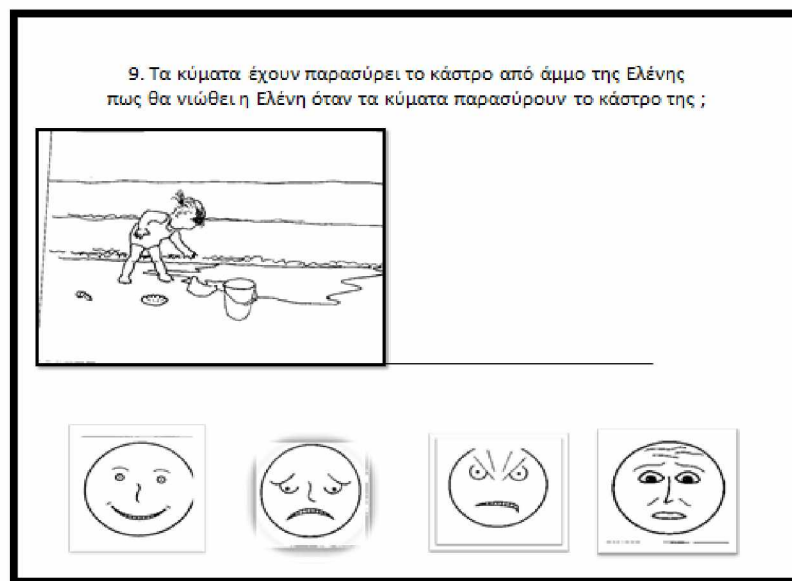 9. Τα κύματα έχουν παρασύρει το κάστρο από άμμο της Ελένης
πως θα νιώθει η Ελένη όταν τα κύματα παρασύρουν το κάστρο της ;